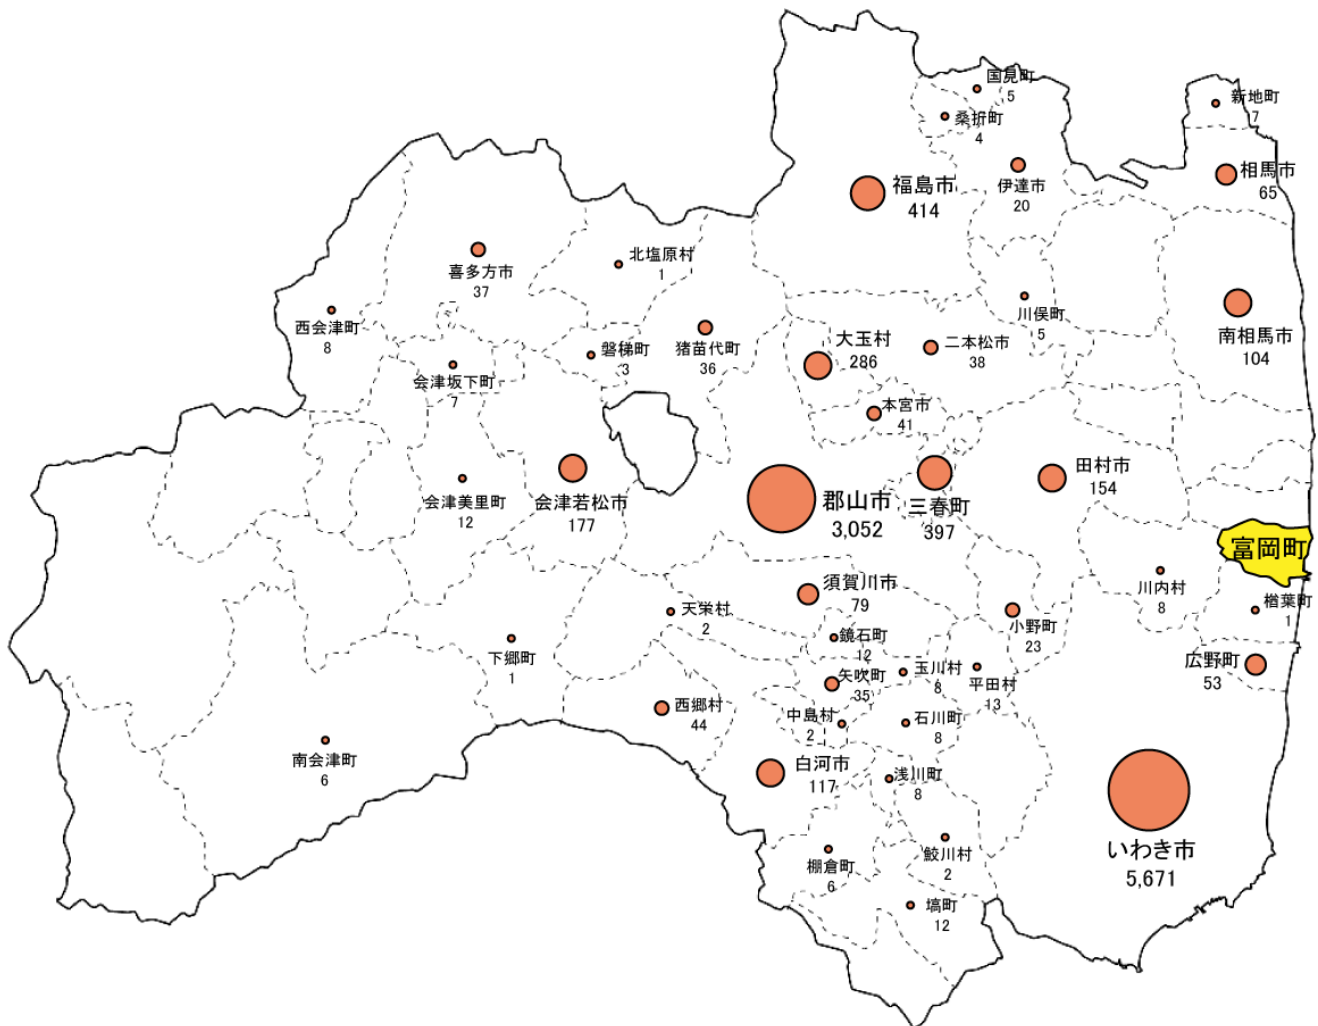 国見町
5
新地町
7
桑折町
4
相馬市
65
福島市
414
伊達市
20
北塩原村
1
喜多方市
37
西会津町
8
川俣町
5
南相馬市
104
大玉村
286
二本松市
38
磐梯町
3
猪苗代町
36
会津坂下町
7
本宮市
41
田村市
154
会津美里町
12
会津若松市
177
郡山市
3,052
三春町
397
富岡町
川内村
8
楢葉町
1
須賀川市
79
天栄村
2
小野町
23
鏡石町
12
下郷町
1
広野町
53
矢吹町
35
玉川村
8
平田村
13
西郷村
44
中島村
2
石川町
8
南会津町
6
白河市
117
浅川町
8
いわき市
5,671
棚倉町
6
鮫川村
2
塙町
12